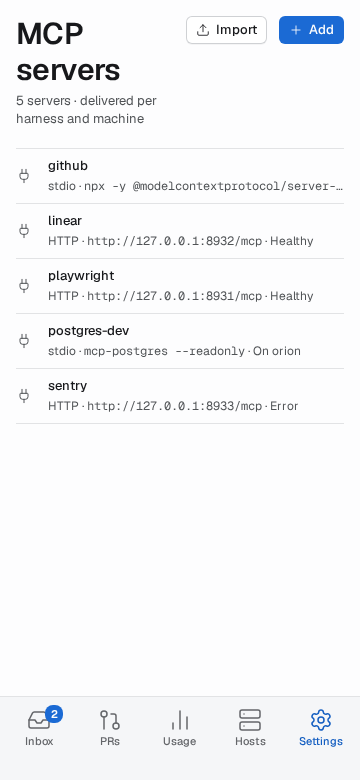 MCP
servers
Import
Add
5 servers · delivered per
harness and machine
github
stdio · npx -y @modelcontextprotocol/server-…
linear
HTTP · http://127.0.0.1:8932/mcp · Healthy
playwright
HTTP · http://127.0.0.1:8931/mcp · Healthy
postgres-dev
stdio · mcp-postgres --readonly · On orion
sentry
HTTP · http://127.0.0.1:8933/mcp · Error
2
Inbox PRs Usage Hosts Settings